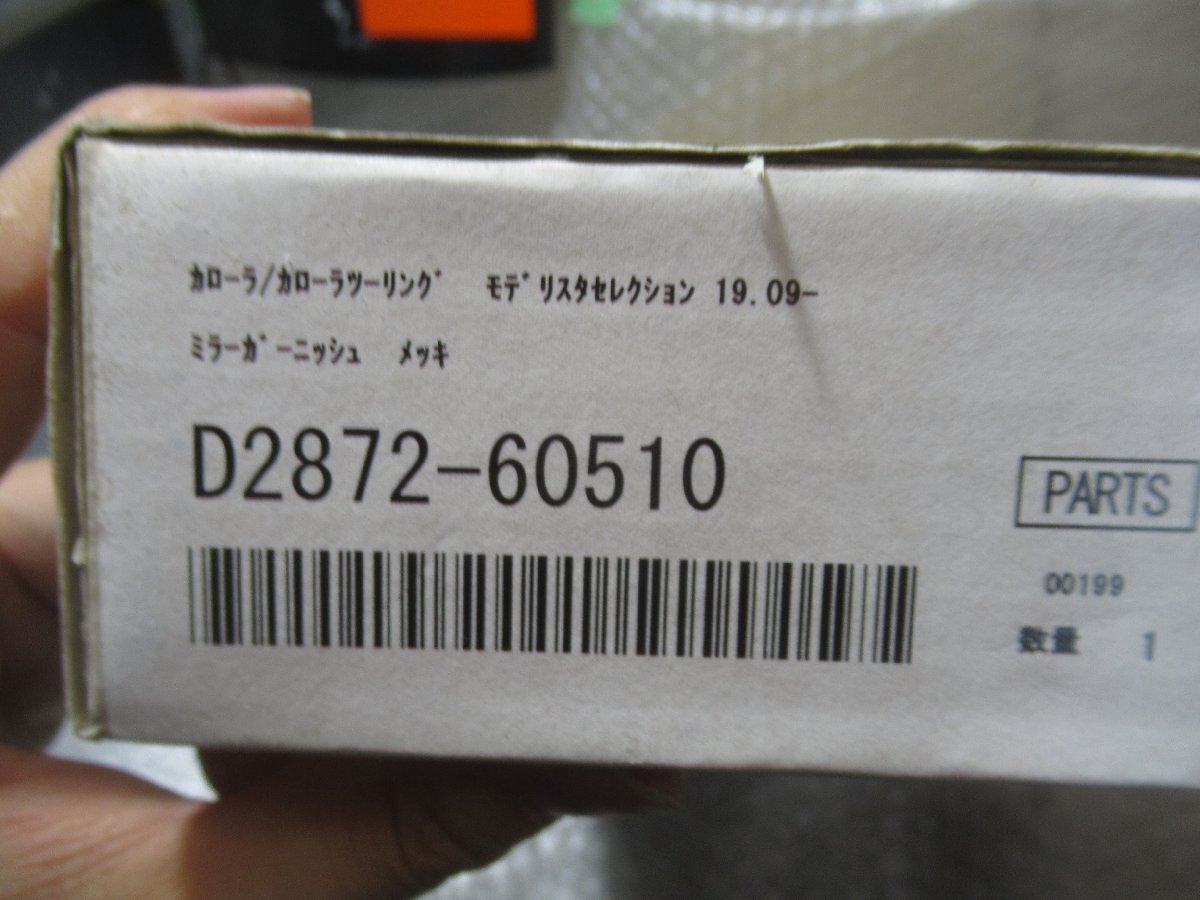 ｶﾛｰﾗ/ｶﾛｰﾗﾂｰﾘﾝｸﾞ ﾓﾃﾞﾘｽﾀｾﾚｸｼｮﾝ 19.09-
ﾐﾗｰｶﾞｰﾆｯｼｭ ﾒｯｷ
D2872-60510
PARTS
00199
数量 1